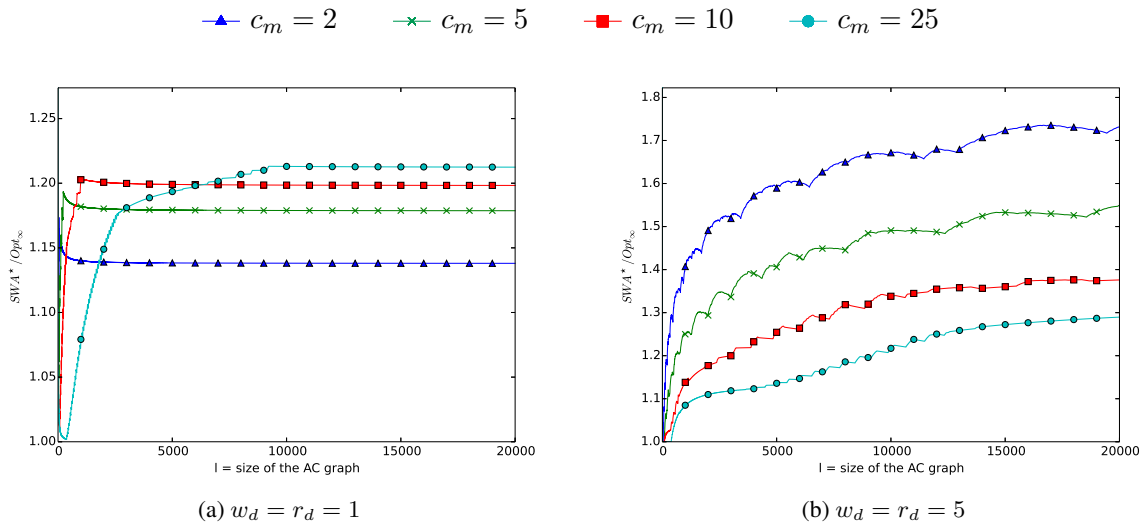 c_m = 2 c_m = 5 c_m = 10 c_m = 25
1.25
1.20
1.15
1.10
1.05
1.00
SWA* / Opt∞
0 5000 10000 15000 20000
l = size of the AC graph
(a) w_d = r_d = 1
1.8
1.7
1.6
1.5
1.4
1.3
1.2
1.1
1.0
SWA* / Opt∞
0 5000 10000 15000 20000
l = size of the AC graph
(b) w_d = r_d = 5